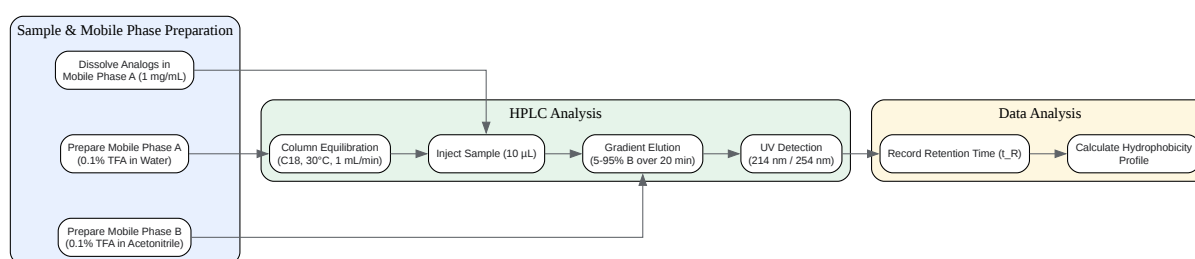 Sample & Mobile Phase Preparation
Dissolve Analogs in
Mobile Phase A (1 mg/mL)
Prepare Mobile Phase A
(0.1% TFA in Water)
Prepare Mobile Phase B
(0.1% TFA in Acetonitrile)
HPLC Analysis
Column Equilibration
(C18, 30°C, 1 mL/min)
Inject Sample (10 µL)
Gradient Elution
(5-95% B over 20 min)
UV Detection
(214 nm / 254 nm)
Data Analysis
Record Retention Time (t_R)
Calculate Hydrophobicity
Profile